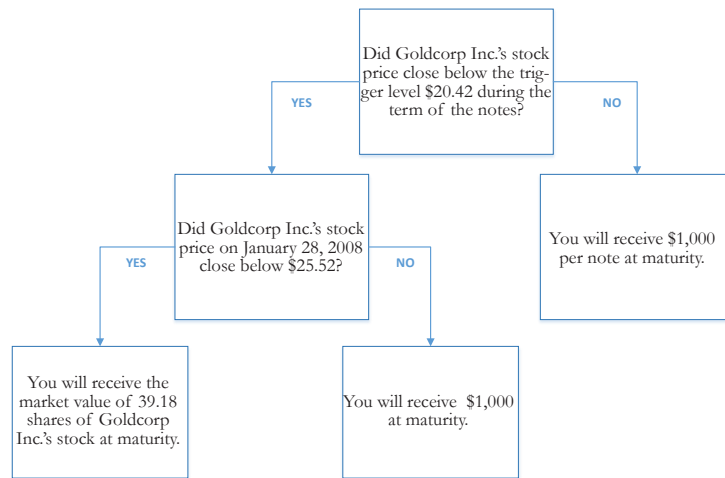 Did Goldcorp Inc.'s stock
price close below the trig-
ger level $20.42 during the
term of the notes?
YES
NO
Did Goldcorp Inc.'s stock
price on January 28, 2008
close below $25.52?
You will receive $1,000
per note at maturity.
YES
NO
You will receive the
market value of 39.18
shares of Goldcorp
Inc.'s stock at maturity.
You will receive $1,000
at maturity.